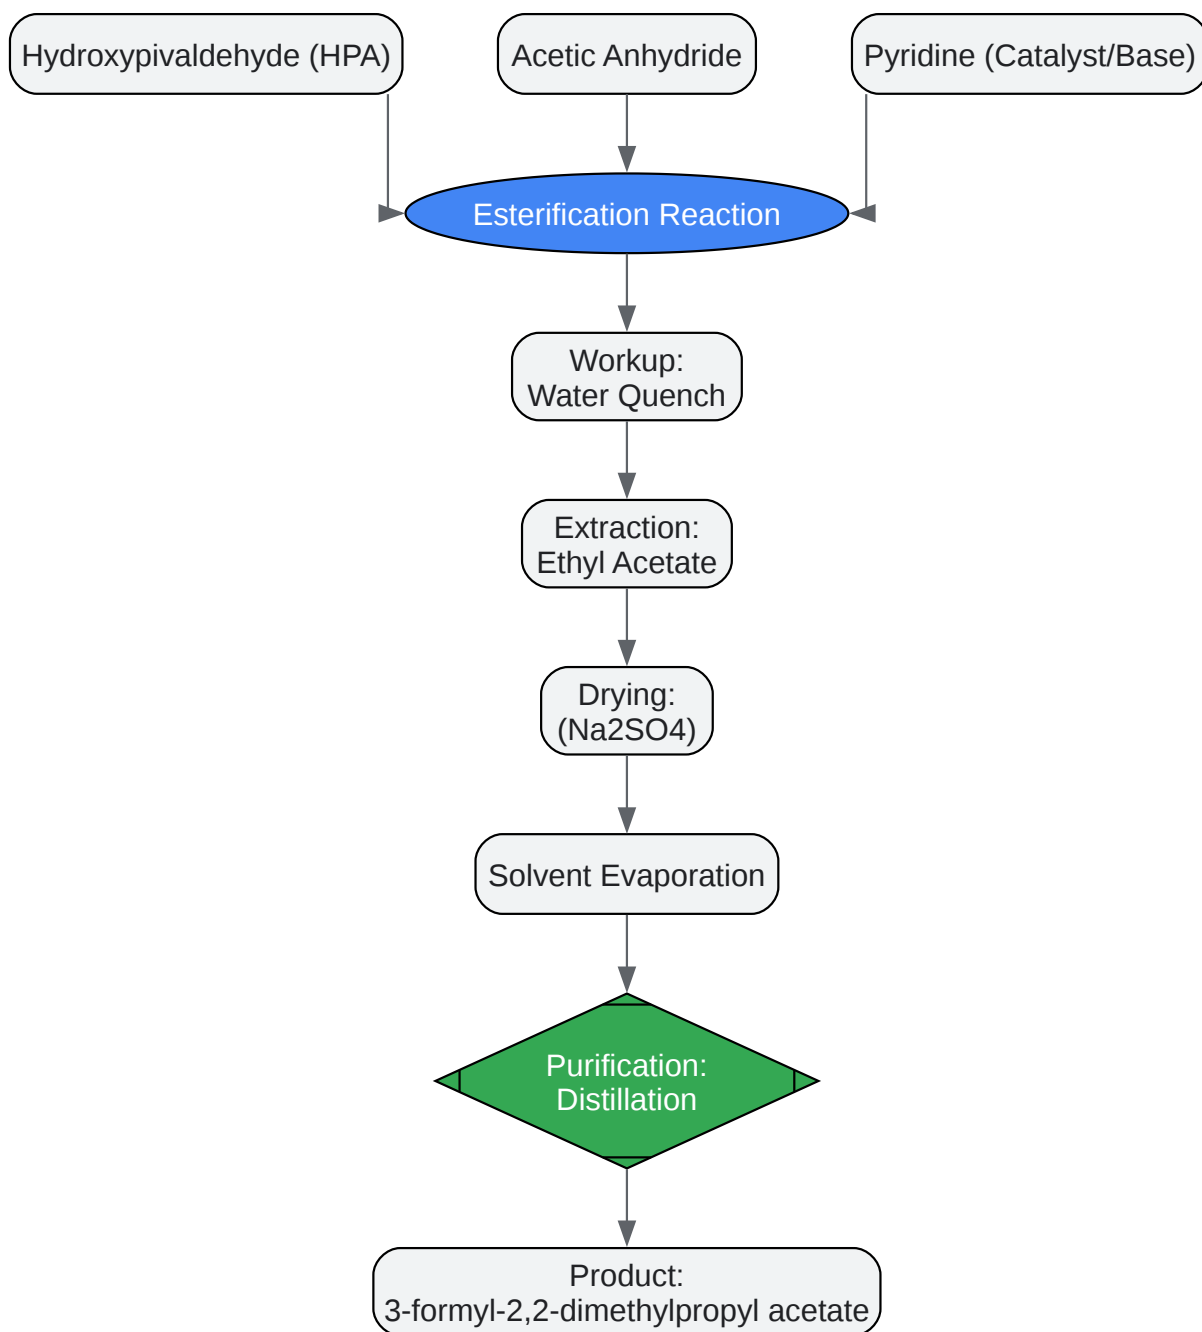 Hydroxypivaldehyde (HPA)
Acetic Anhydride
Pyridine (Catalyst/Base)
Esterification Reaction
Workup:
Water Quench
Extraction:
Ethyl Acetate
Drying:
(Na2SO4)
Solvent Evaporation
Purification:
Distillation
Product:
3-formyl-2,2-dimethylpropyl acetate